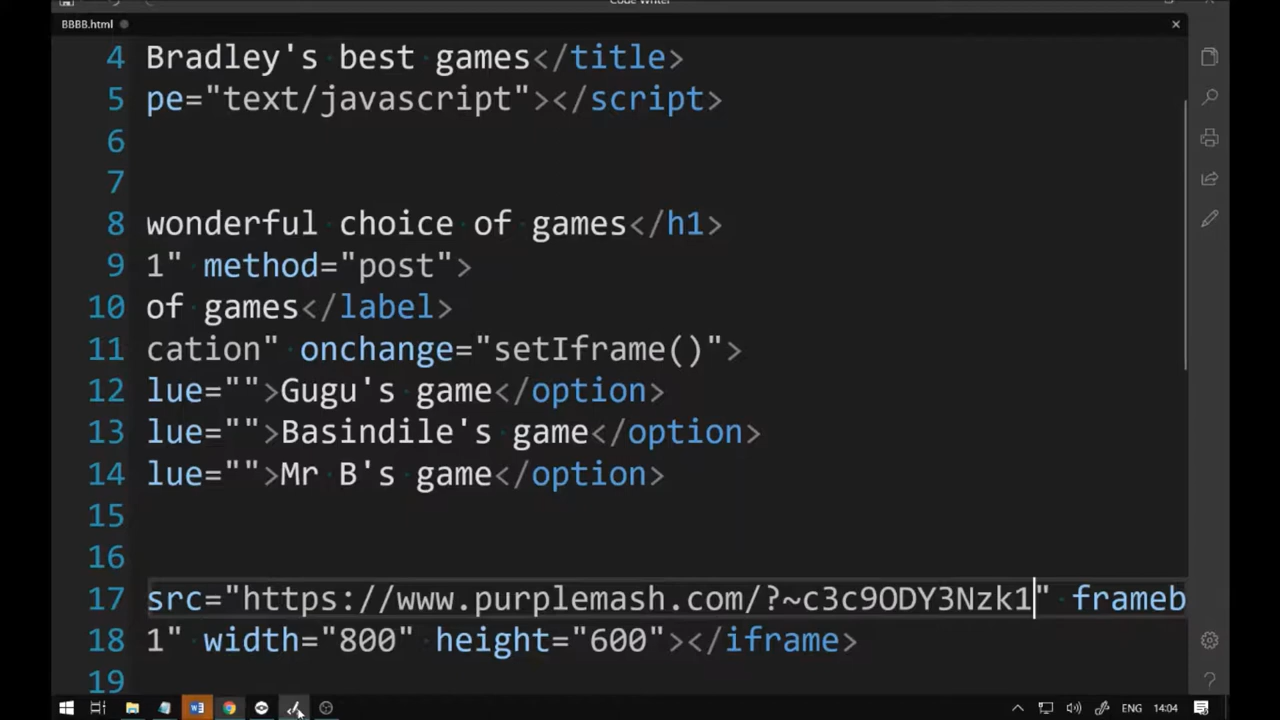 Code Writer
BBBB.html
4 Bradley's best games</title>
5 pe="text/javascript"></script>
6
7
8 wonderful choice of games</h1>
9 1" method="post">
10 of games</label>
11 cation" onchange="setIframe()">
12 lue="">Gugu's game</option>
13 lue="">Basindile's game</option>
14 lue="">Mr B's game</option>
15
16
17 src="https://www.purplemash.com/?~c3c9ODY3Nzk1" frameb
18 1" width="800" height="600"></iframe>
19
ENG 14:04